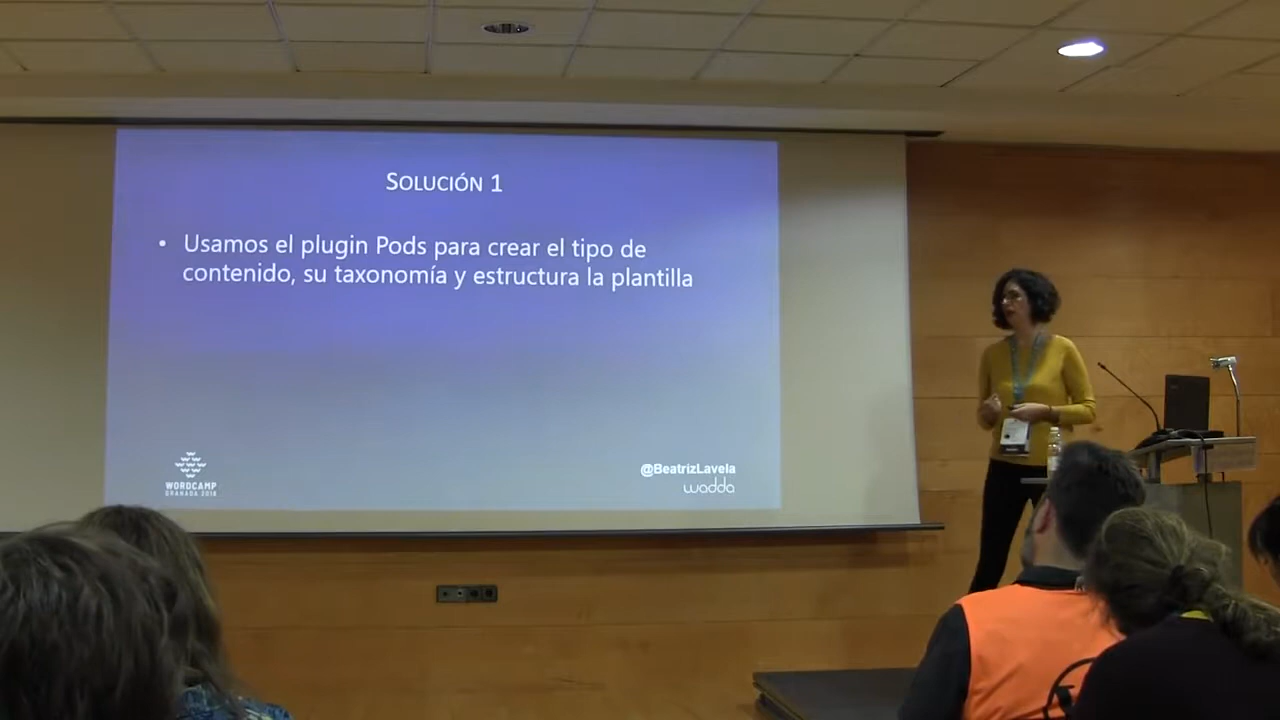 SOLUCIÓN 1
• Usamos el plugin Pods para crear el tipo de
contenido, su taxonomía y estructura la plantilla
WORDCAMP
GRANADA 2018
@BeatrizLavela
wadda